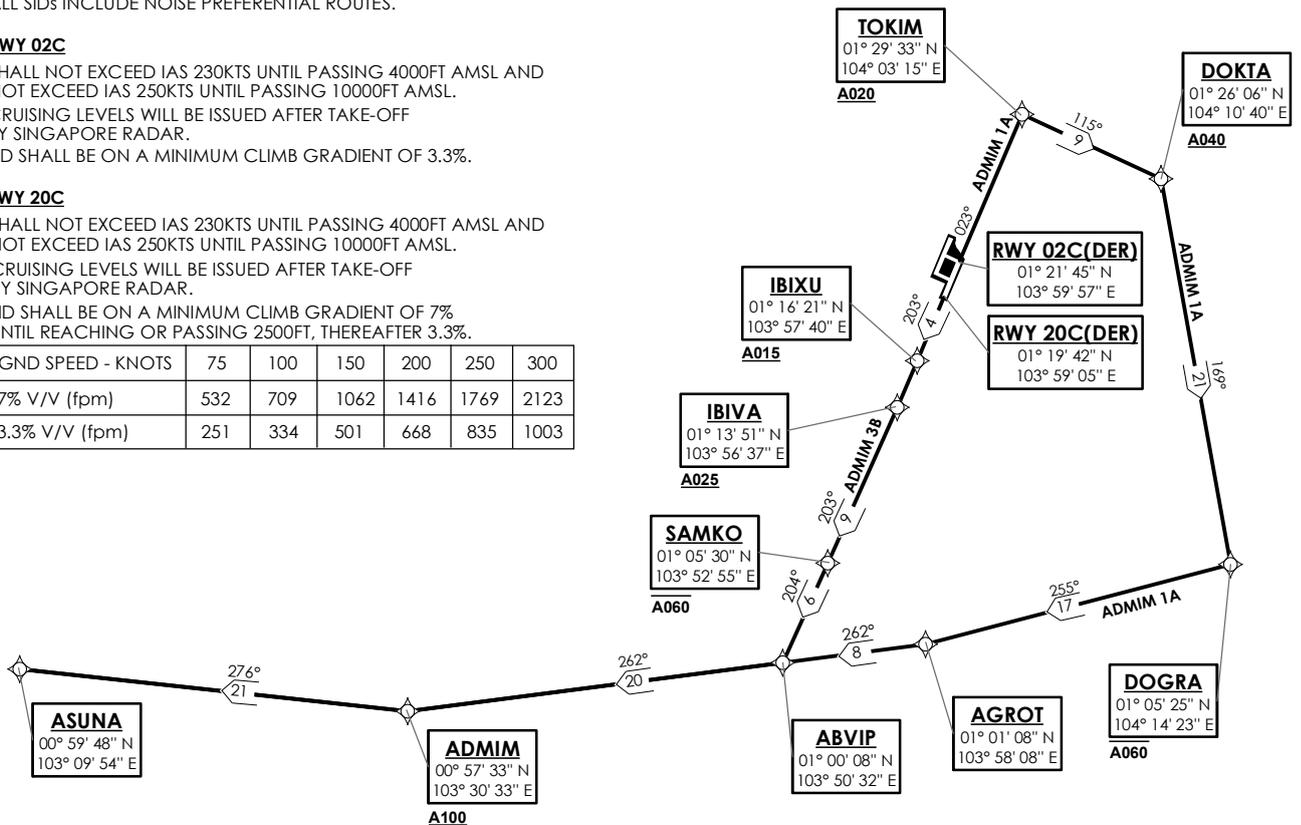 ALL SIDs INCLUDE NOISE PREFERENTIAL ROUTES.
RWY 02C
SHALL NOT EXCEED IAS 230KTS UNTIL PASSING 4000FT AMSL AND
NOT EXCEED IAS 250KTS UNTIL PASSING 10000FT AMSL.
CRUISING LEVELS WILL BE ISSUED AFTER TAKE-OFF
BY SINGAPORE RADAR.
SHALL BE ON A MINIMUM CLIMB GRADIENT OF 3.3%.
RWY 20C
SHALL NOT EXCEED IAS 230KTS UNTIL PASSING 4000FT AMSL AND
NOT EXCEED IAS 250KTS UNTIL PASSING 10000FT AMSL.
CRUISING LEVELS WILL BE ISSUED AFTER TAKE-OFF
BY SINGAPORE RADAR.
SHALL BE ON A MINIMUM CLIMB GRADIENT OF 7%
UNTIL REACHING OR PASSING 2500FT, THEREAFTER 3.3%.
GND SPEED - KNOTS 75 100 150 200 250 300
7% V/V (fpm) 532 709 1062 1416 1769 2123
3.3% V/V (fpm) 251 334 501 668 835 1003
TOKIM
01° 29' 33" N
104° 03' 15" E
A020
DOKTA
01° 26' 06" N
104° 10' 40" E
A040
115°
9
ADMIM 1A
023°
RWY 02C(DER)
01° 21' 45" N
103° 59' 57" E
RWY 20C(DER)
01° 19' 42" N
103° 59' 05" E
IBIXU
01° 16' 21" N
103° 57' 40" E
A015
203°
4
ADMIM 1A
169°
21
IBIVA
01° 13' 51" N
103° 56' 37" E
A025
ADMIM 3B
203°
9
SAMKO
01° 05' 30" N
103° 52' 55" E
A060
204°
6
255°
17
ADMIM 1A
262°
8
262°
20
276°
21
ASUNA
00° 59' 48" N
103° 09' 54" E
ADMIM
00° 57' 33" N
103° 30' 33" E
A100
ABVIP
01° 00' 08" N
103° 50' 32" E
AGROT
01° 01' 08" N
103° 58' 08" E
DOGRA
01° 05' 25" N
104° 14' 23" E
A060